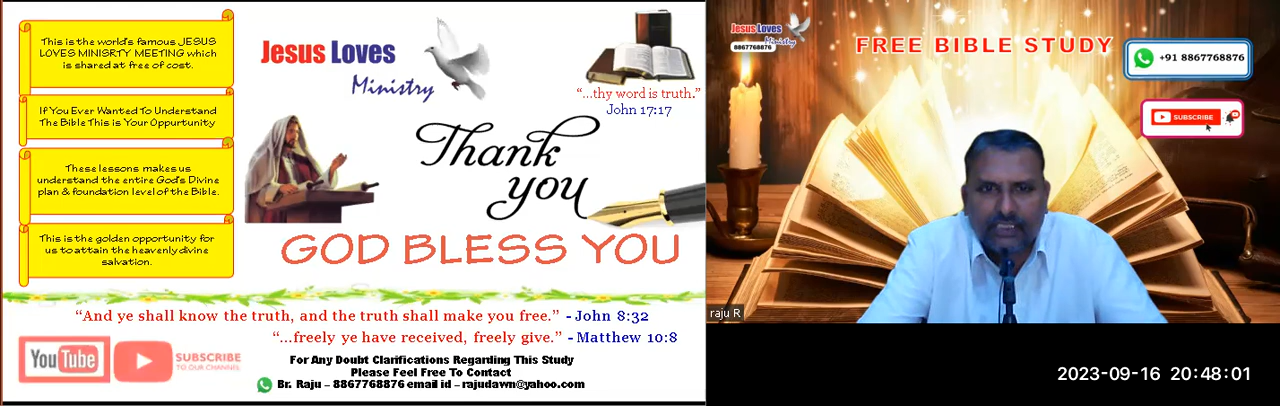 This is the world's famous JESUS
LOVES MINISRTY MEETING which
is shared at free of cost.
If You Ever Wanted To Understand
The Bible This is Your Oppurtunity
These lessons makes us
understand the entire God's Divine
plan & foundation level of the Bible.
This is the golden opportunity for
us to attain the heavenly divine
salvation.
Jesus Loves
Ministry
"...thy word is truth."
John 17:17
Thank
you
GOD BLESS YOU
"And ye shall know the truth, and the truth shall make you free." - John 8:32
"...freely ye have received, freely give." - Matthew 10:8
YouTube
SUBSCRIBE
TO OUR CHANNEL
For Any Doubt Clarifications Regarding This Study
Please Feel Free To Contact
Br. Raju – 8867768876 email id – rajudawn@yahoo.com
Jesus Loves
Ministry
8867768876
FREE BIBLE STUDY
+91 8867768876
SUBSCRIBE
raju R
2023-09-16 20:48:01